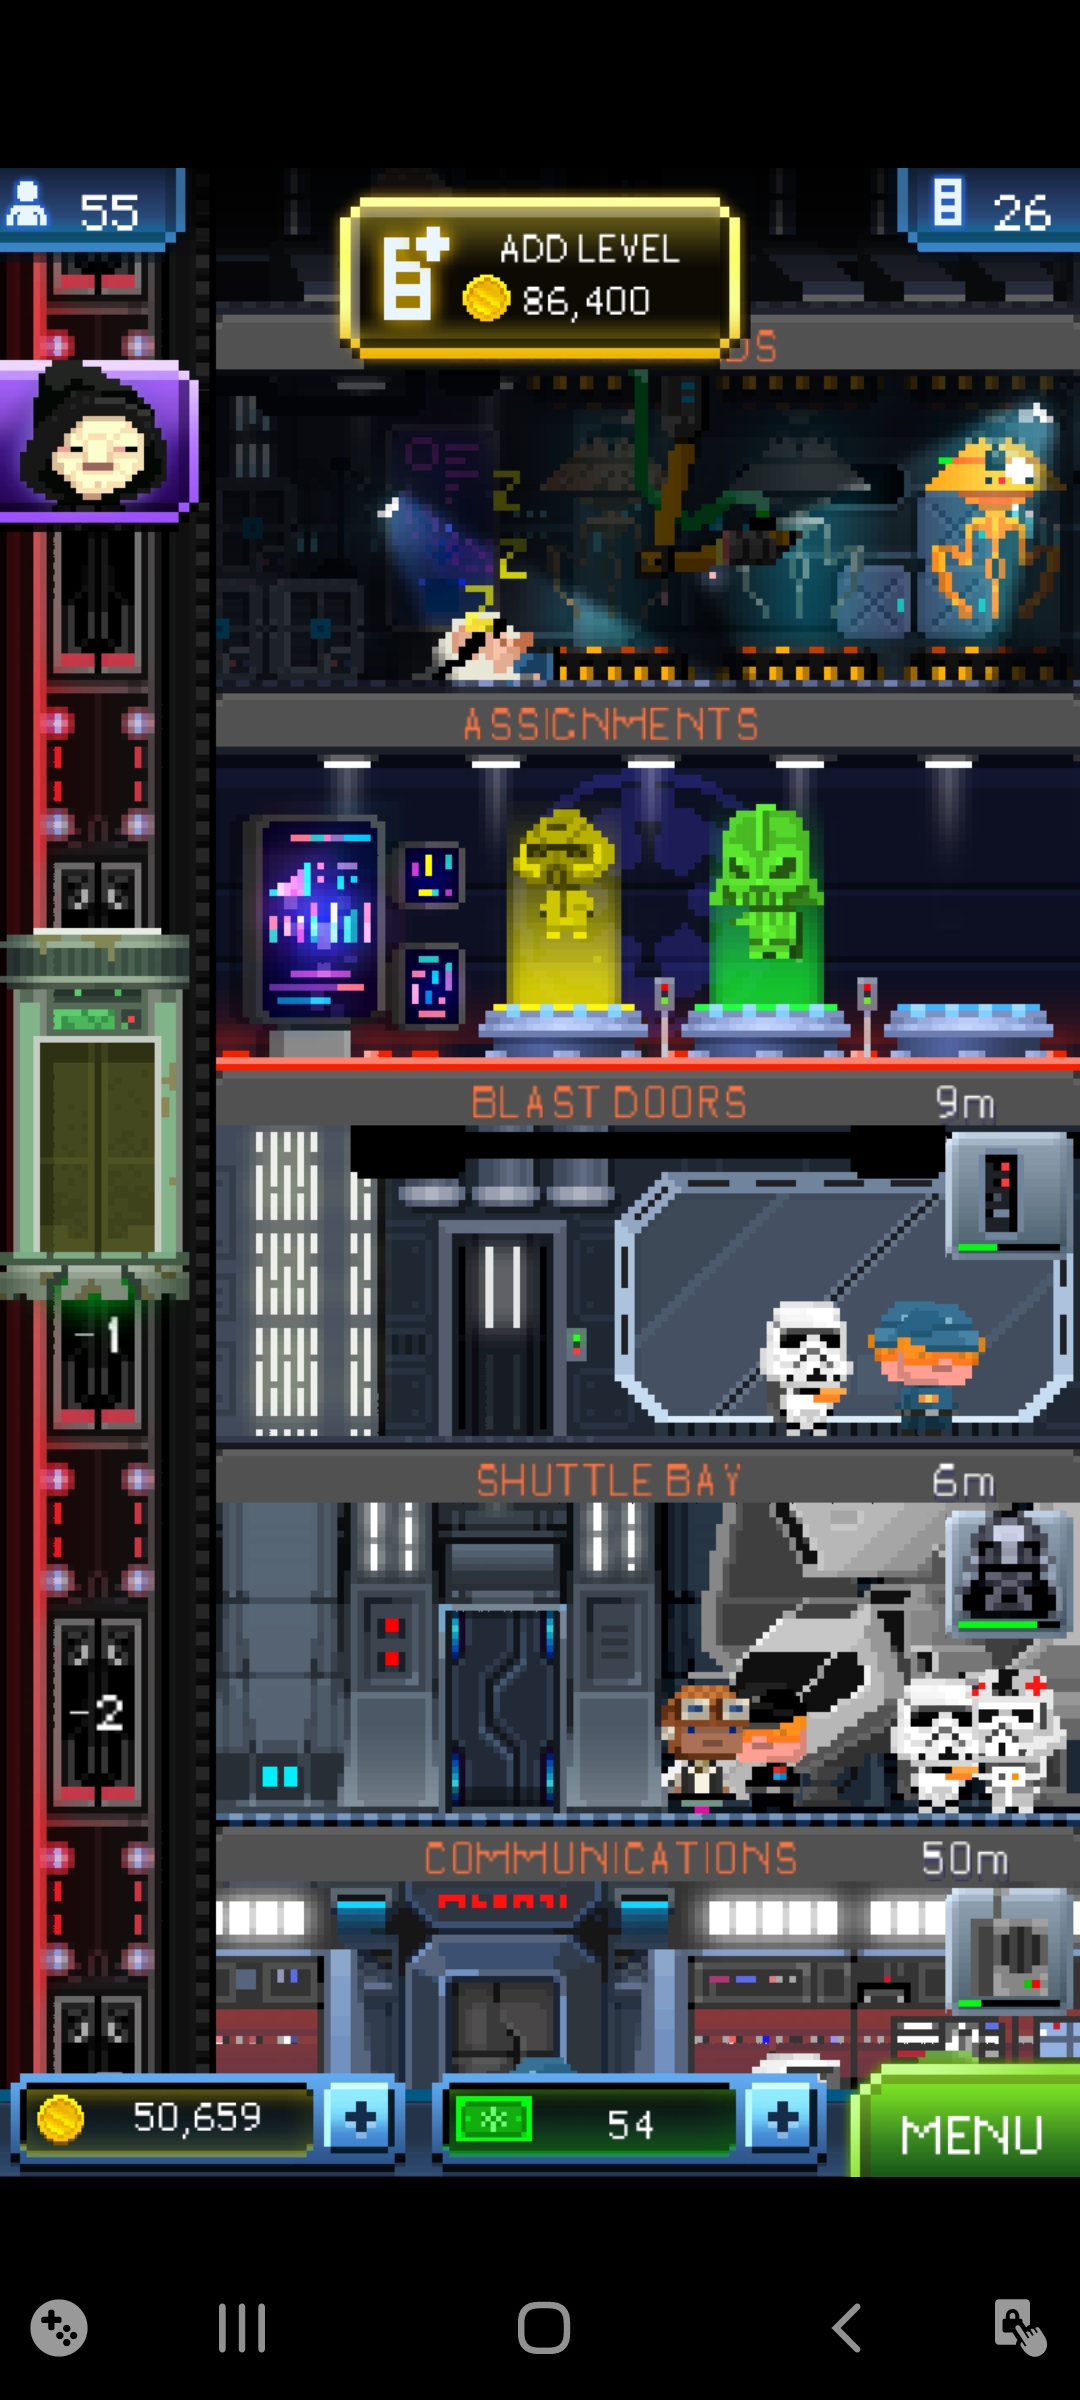 55
ADD LEVEL
86,400
26
DS
ASSIGNMENTS
BLAST DOORS 9m
-1
SHUTTLE BAY 6m
-2
COMMUNICATIONS 50m
50,659
54
MENU